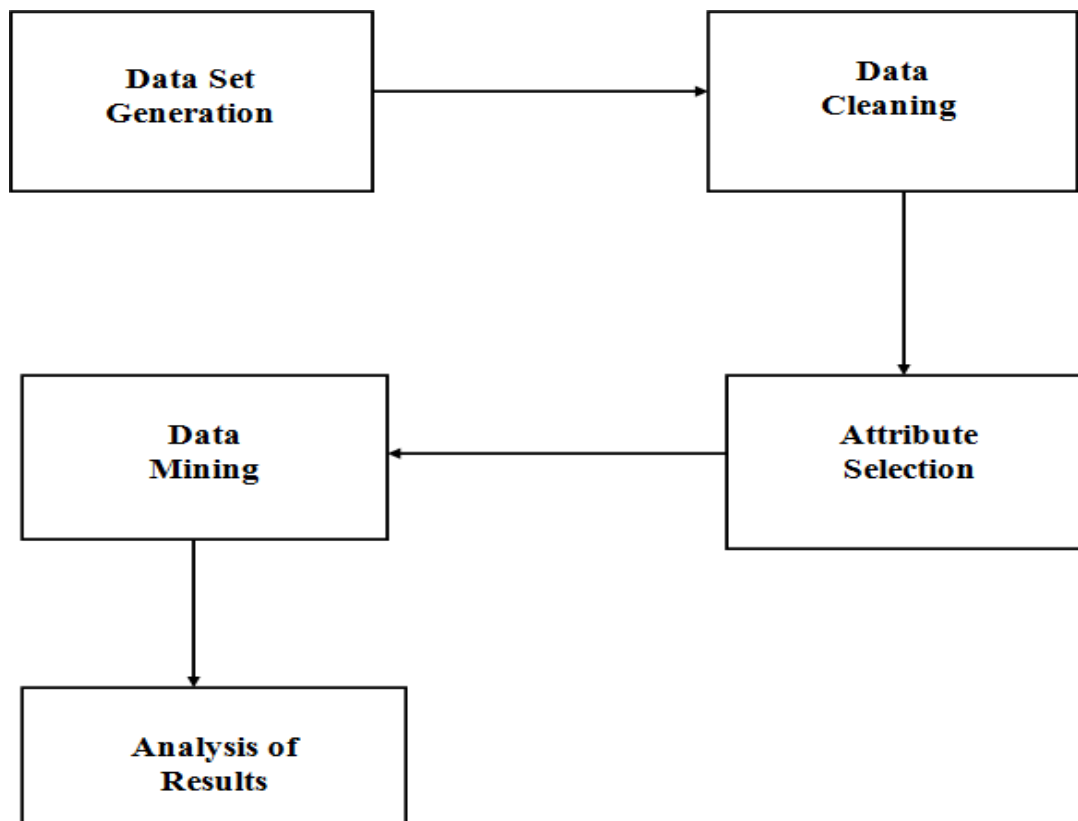 Data Set
Generation
Data
Cleaning
Attribute
Selection
Data
Mining
Analysis of
Results